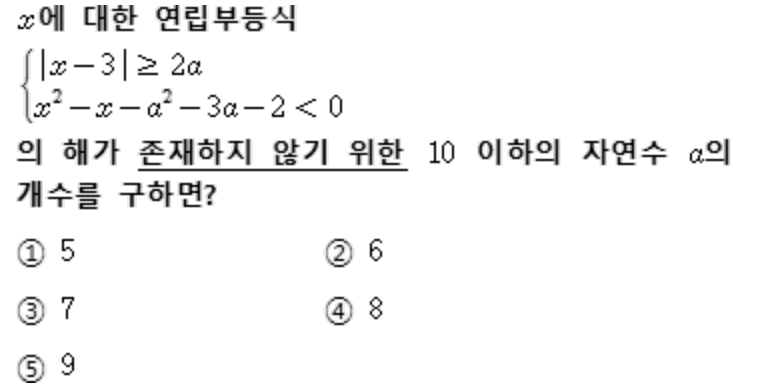 x에 대한 연립부등식
|x-3| ≥ 2a
x²-x-a²-3a-2 < 0
의 해가 존재하지 않기 위한 10 이하의 자연수 a의
개수를 구하면?
① 5 ② 6
③ 7 ④ 8
⑤ 9